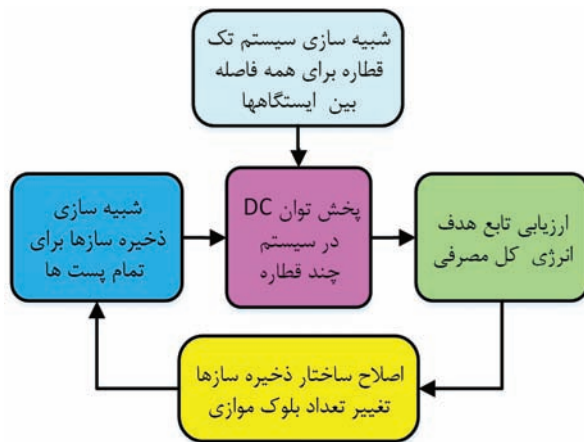 شبیه سازی سیستم تک
قطاره برای همه فاصله
بین ایستگاهها
شبیه سازی
ذخیره سازها برای
تمام پست ها
پخش توان DC
در سیستم
چند قطاره
ارزیابی تابع هدف
انرژی کل مصرفی
اصلاح ساختار ذخیره سازها
تغییر تعداد بلوک موازی